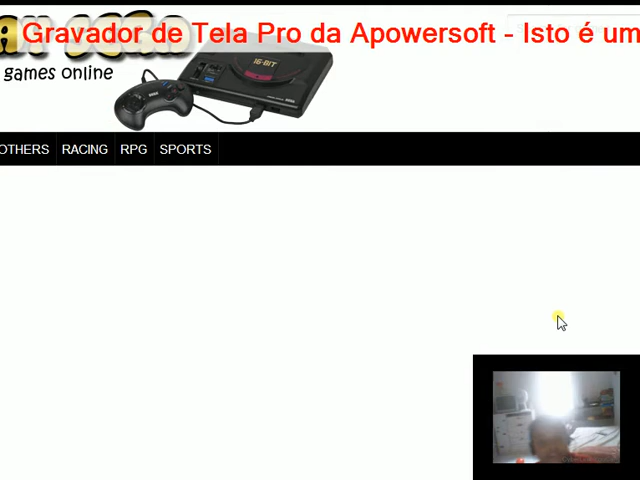 Gravador de Tela Pro da Apowersoft - Isto é um
games online
16-BIT
OTHERS RACING RPG SPORTS